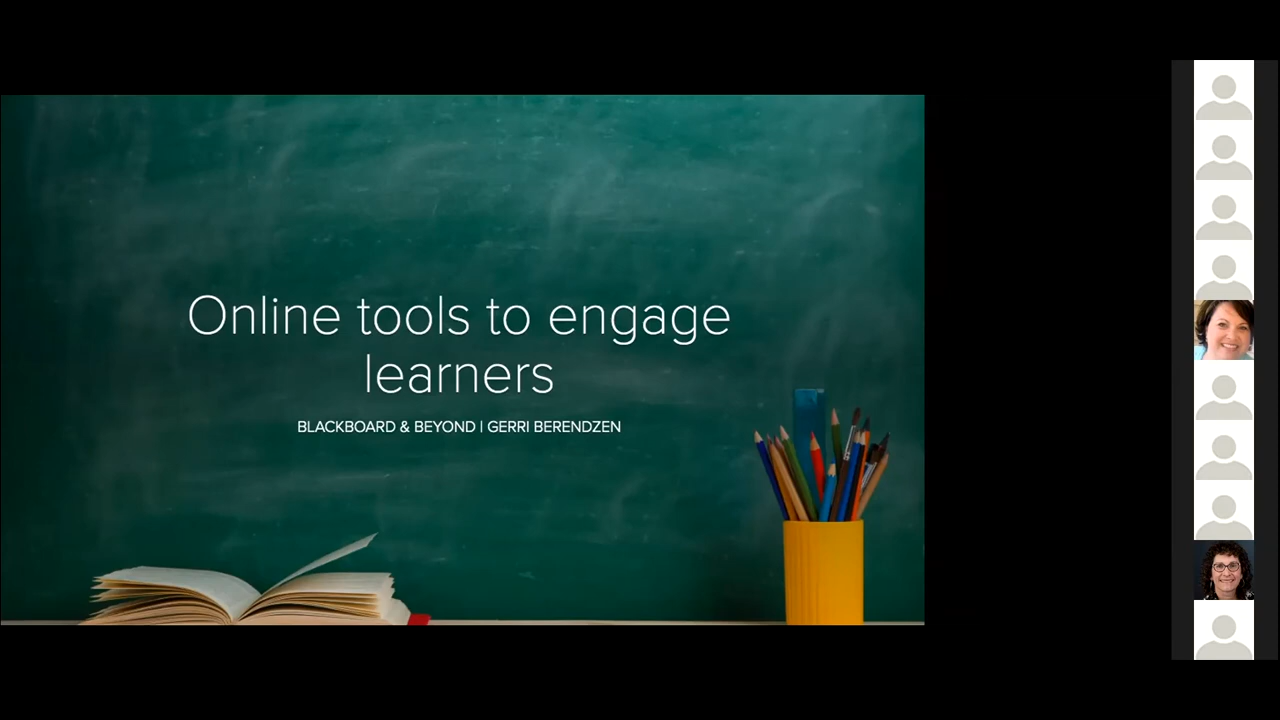 Online tools to engage
learners
BLACKBOARD & BEYOND | GERRI BERENDZEN